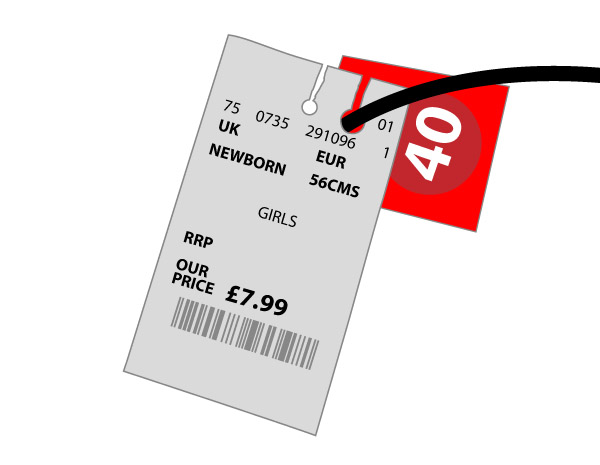 75 0735 291096 01
UK EUR 1
NEWBORN 56CMS
GIRLS
RRP
OUR
PRICE £7.99
40